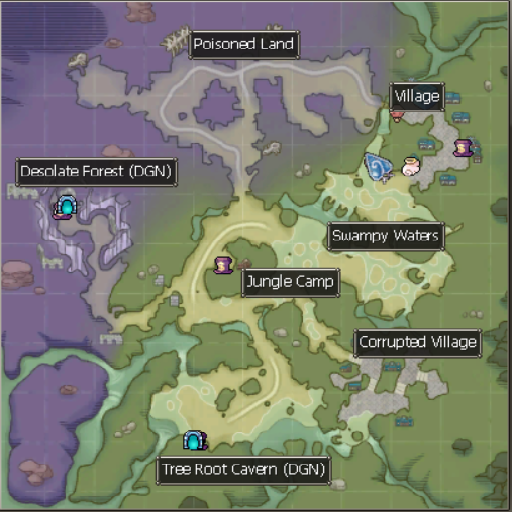 Poisoned Land
Village
Desolate Forest (DGN)
Swampy Waters
Jungle Camp
Corrupted Village
Tree Root Cavern (DGN)